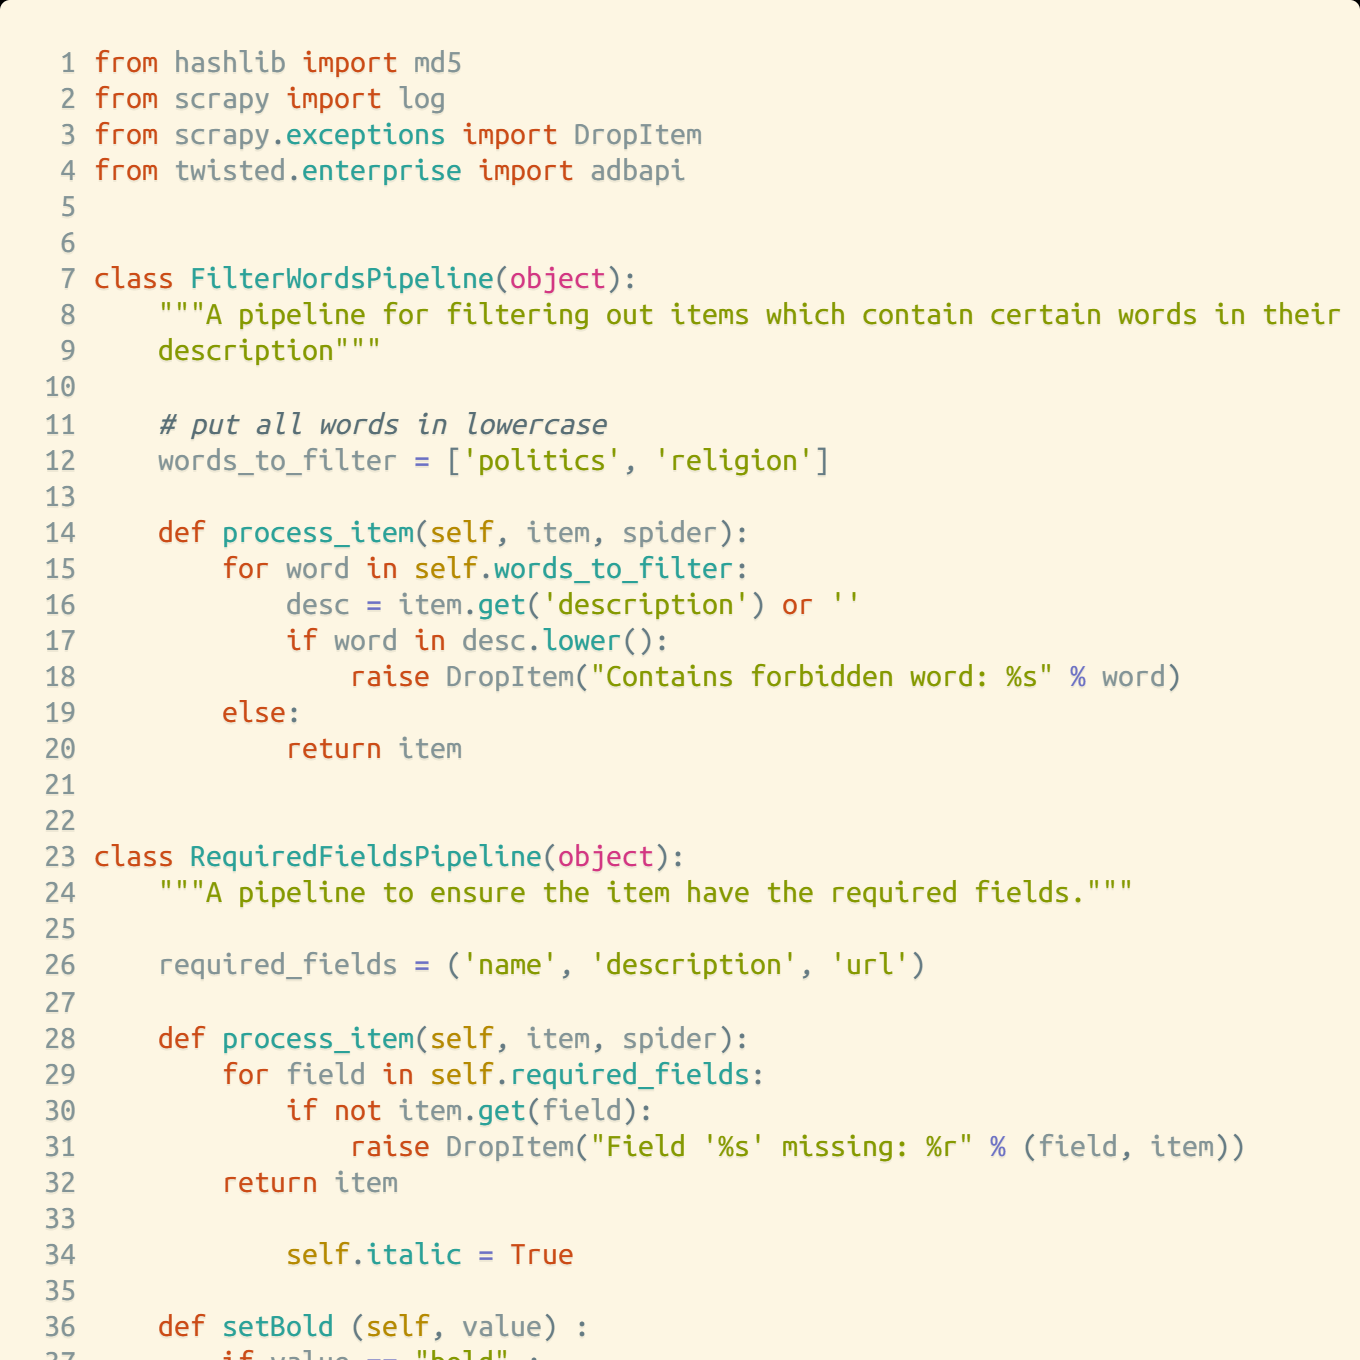 1 from hashlib import md5
2 from scrapy import log
3 from scrapy.exceptions import DropItem
4 from twisted.enterprise import adbapi
5
6
7 class FilterWordsPipeline(object):
8     """A pipeline for filtering out items which contain certain words in their
9     description"""
10
11     # put all words in lowercase
12     words_to_filter = ['politics', 'religion']
13
14     def process_item(self, item, spider):
15         for word in self.words_to_filter:
16             desc = item.get('description') or ''
17             if word in desc.lower():
18                 raise DropItem("Contains forbidden word: %s" % word)
19         else:
20             return item
21
22
23 class RequiredFieldsPipeline(object):
24     """A pipeline to ensure the item have the required fields."""
25
26     required_fields = ('name', 'description', 'url')
27
28     def process_item(self, item, spider):
29         for field in self.required_fields:
30             if not item.get(field):
31                 raise DropItem("Field '%s' missing: %r" % (field, item))
32         return item
33
34             self.italic = True
35
36     def setBold (self, value) :
37         if value == "bold" :